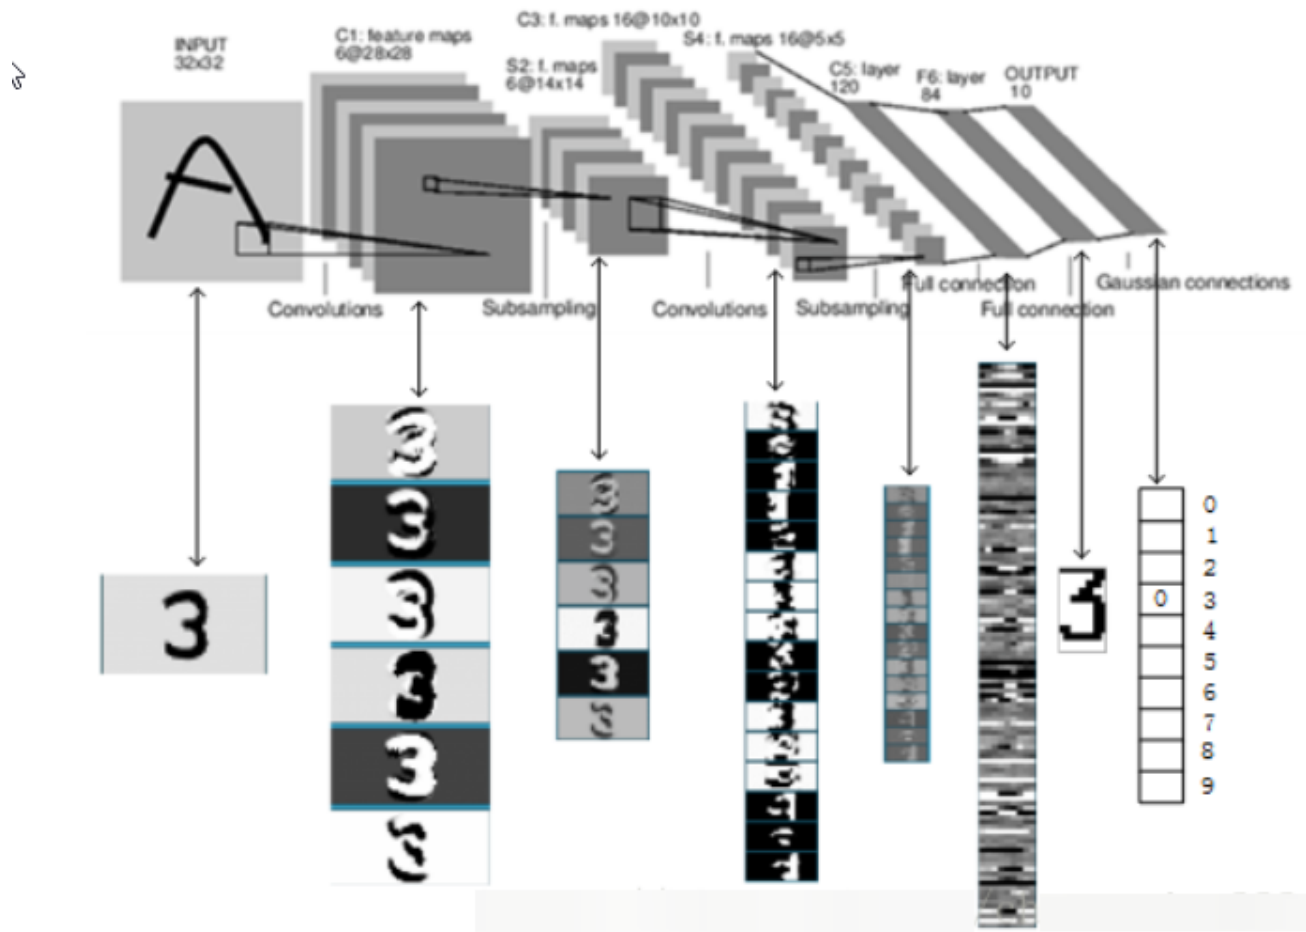 INPUT
32x32
C1: feature maps
6@28x28
S2: f. maps
6@14x14
C3: f. maps 16@10x10
S4: f. maps 16@5x5
C5: layer
120
F6: layer
84
OUTPUT
10
Convolutions
Subsampling
Convolutions
Subsampling
Full connection
Full connection
Gaussian connections
A
3
3
0
0
1
2
3
4
5
6
7
8
9